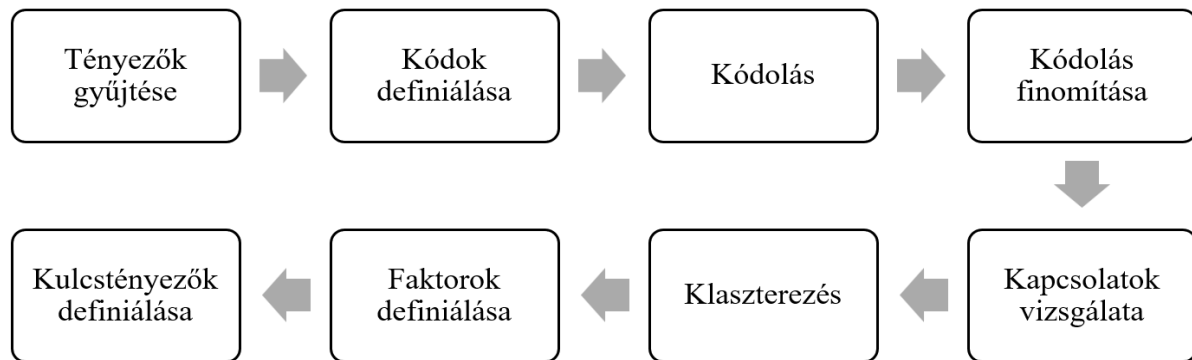 Tényezők
gyűjtése
Kódok
definiálása
Kódolás
Kódolás
finomítása
Kapcsolatok
vizsgálata
Klaszterezés
Faktorok
definiálása
Kulcstényezők
definiálása